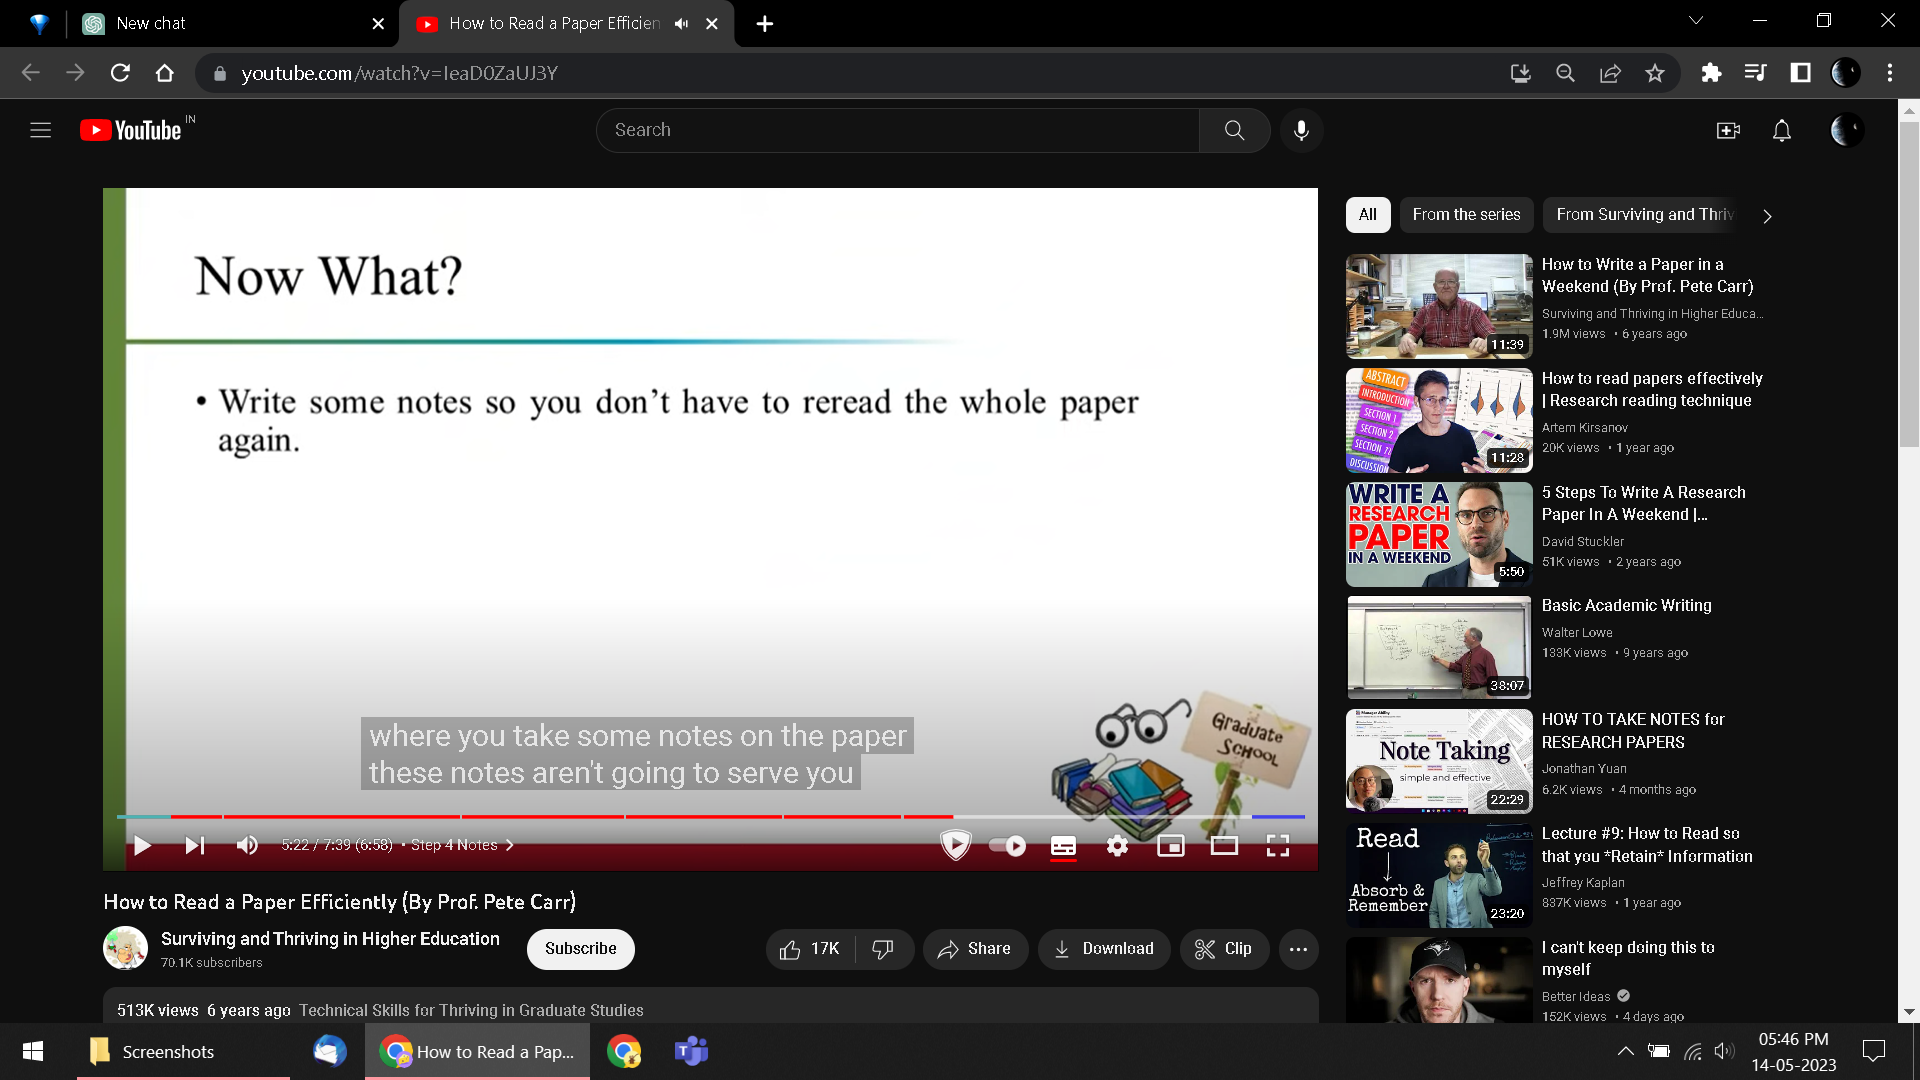 New chat
How to Read a Paper Efficien
youtube.com/watch?v=IeaD0ZaUJ3Y
YouTube IN
Search
Now What?
• Write some notes so you don't have to reread the whole paper
again.
Graduate
SCHOOL
where you take some notes on the paper
these notes aren't going to serve you
5:22 / 7:39 (6:58) • Step 4 Notes
How to Read a Paper Efficiently (By Prof. Pete Carr)
Surviving and Thriving in Higher Education
70.1K subscribers
Subscribe
17K
Share
Download
Clip
513K views 6 years ago Technical Skills for Thriving in Graduate Studies
All
From the series
From Surviving and Thriv
11:39
How to Write a Paper in a
Weekend (By Prof. Pete Carr)
Surviving and Thriving in Higher Educa...
1.9M views • 6 years ago
ABSTRACT
INTRODUCTION
SECTION 1
SECTION 2
DISCUSSION
11:28
How to read papers effectively
| Research reading technique
Artem Kirsanov
20K views • 1 year ago
WRITE A
RESEARCH
PAPER
IN A WEEKEND
5:50
5 Steps To Write A Research
Paper In A Weekend |...
David Stuckler
51K views • 2 years ago
38:07
Basic Academic Writing
Walter Lowe
133K views • 9 years ago
Note Taking
simple and effective
22:29
HOW TO TAKE NOTES for
RESEARCH PAPERS
Jonathan Yuan
6.2K views • 4 months ago
Read
Absorb &
Remember
23:20
Lecture #9: How to Read so
that you *Retain* Information
Jeffrey Kaplan
837K views • 1 year ago
I can't keep doing this to
myself
Better Ideas
152K views • 4 days ago
Screenshots
How to Read a Pap...
05:46 PM
14-05-2023